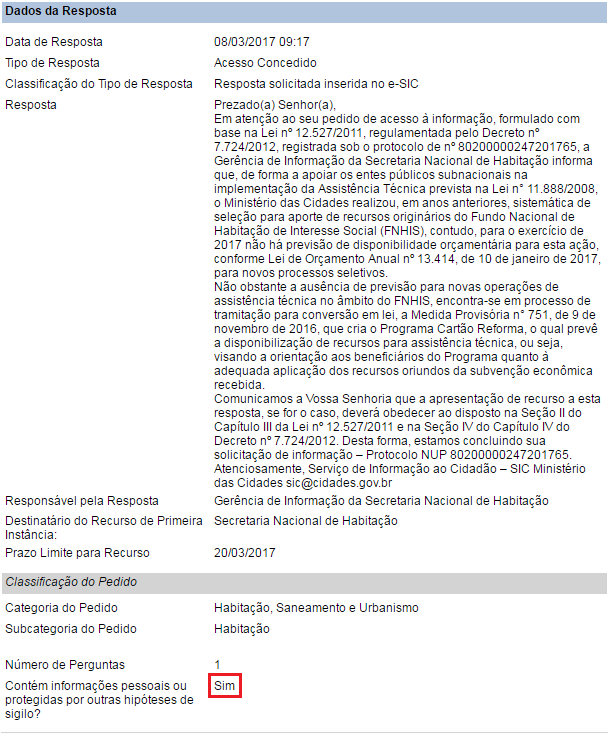 Dados da Resposta
Data de Resposta 08/03/2017 09:17
Tipo de Resposta Acesso Concedido
Classificação do Tipo de Resposta Resposta solicitada inserida no e-SIC
Resposta Prezado(a) Senhor(a),
Em atenção ao seu pedido de acesso à informação, formulado com
base na Lei nº 12.527/2011, regulamentada pelo Decreto nº
7.724/2012, registrada sob o protocolo de nº 80200000247201765, a
Gerência de Informação da Secretaria Nacional de Habitação informa
que, de forma a apoiar os entes públicos subnacionais na
implementação da Assistência Técnica prevista na Lei n° 11.888/2008,
o Ministério das Cidades realizou, em anos anteriores, sistemática de
seleção para aporte de recursos originários do Fundo Nacional de
Habitação de Interesse Social (FNHIS), contudo, para o exercício de
2017 não há previsão de disponibilidade orçamentária para esta ação,
conforme Lei de Orçamento Anual nº 13.414, de 10 de janeiro de 2017,
para novos processos seletivos.
Não obstante a ausência de previsão para novas operações de
assistência técnica no âmbito do FNHIS, encontra-se em processo de
tramitação para conversão em lei, a Medida Provisória n° 751, de 9 de
novembro de 2016, que cria o Programa Cartão Reforma, o qual prevê
a disponibilização de recursos para assistência técnica, ou seja,
visando a orientação aos beneficiários do Programa quanto à
adequada aplicação dos recursos oriundos da subvenção econômica
recebida.
Comunicamos a Vossa Senhoria que a apresentação de recurso a esta
resposta, se for o caso, deverá obedecer ao disposto na Seção II do
Capítulo III da Lei nº 12.527/2011 e na Seção IV do Capítulo IV do
Decreto nº 7.724/2012. Desta forma, estamos concluindo sua
solicitação de informação – Protocolo NUP 80200000247201765.
Atenciosamente, Serviço de Informação ao Cidadão – SIC Ministério
das Cidades sic@cidades.gov.br
Responsável pela Resposta Gerência de Informação da Secretaria Nacional de Habitação
Destinatário do Recurso de Primeira Secretaria Nacional de Habitação
Instância:
Prazo Limite para Recurso 20/03/2017
Classificação do Pedido
Categoria do Pedido Habitação, Saneamento e Urbanismo
Subcategoria do Pedido Habitação
Número de Perguntas 1
Contém informações pessoais ou Sim
protegidas por outras hipóteses de
sigilo?